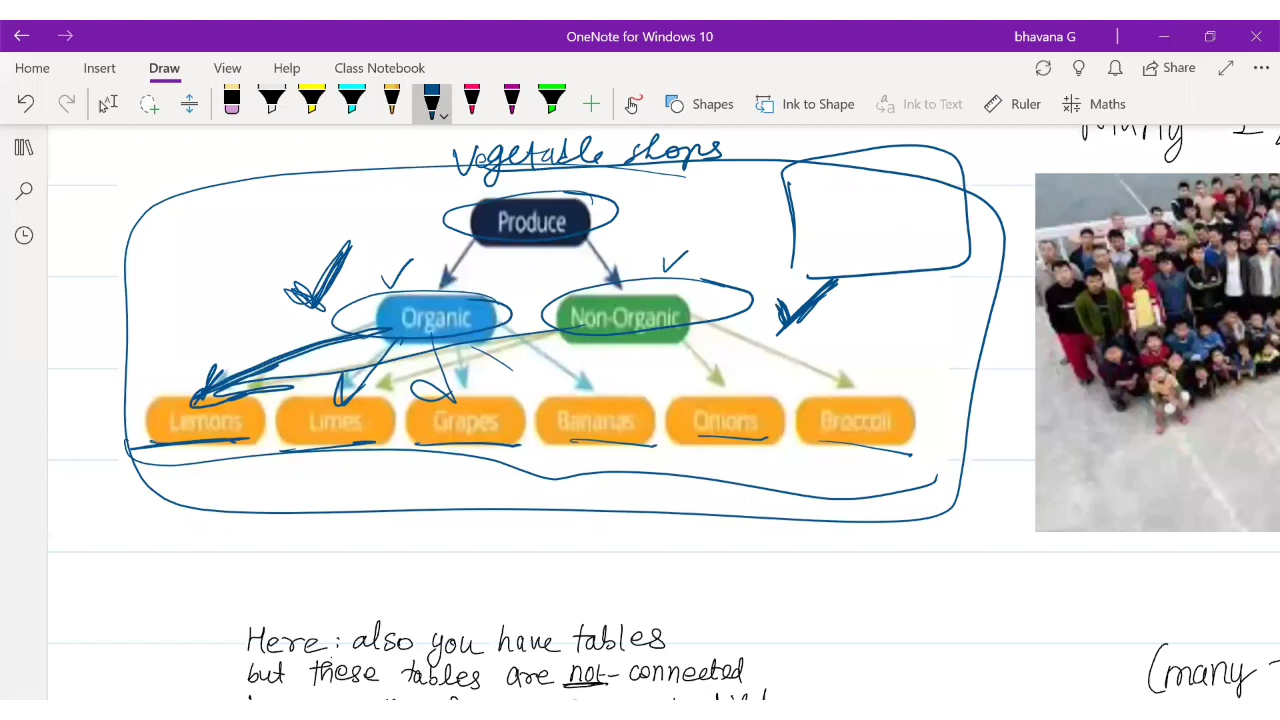 OneNote for Windows 10
bhavana G
Home Insert Draw View Help Class Notebook
Share
Shapes Ink to Shape Ink to Text Ruler Maths
Many
Vegetable shops
Produce
Organic Non-Organic
Lemons Limes Grapes Bananas Onions Broccoli
Here: also you have tables
but these tables are not connected
(many